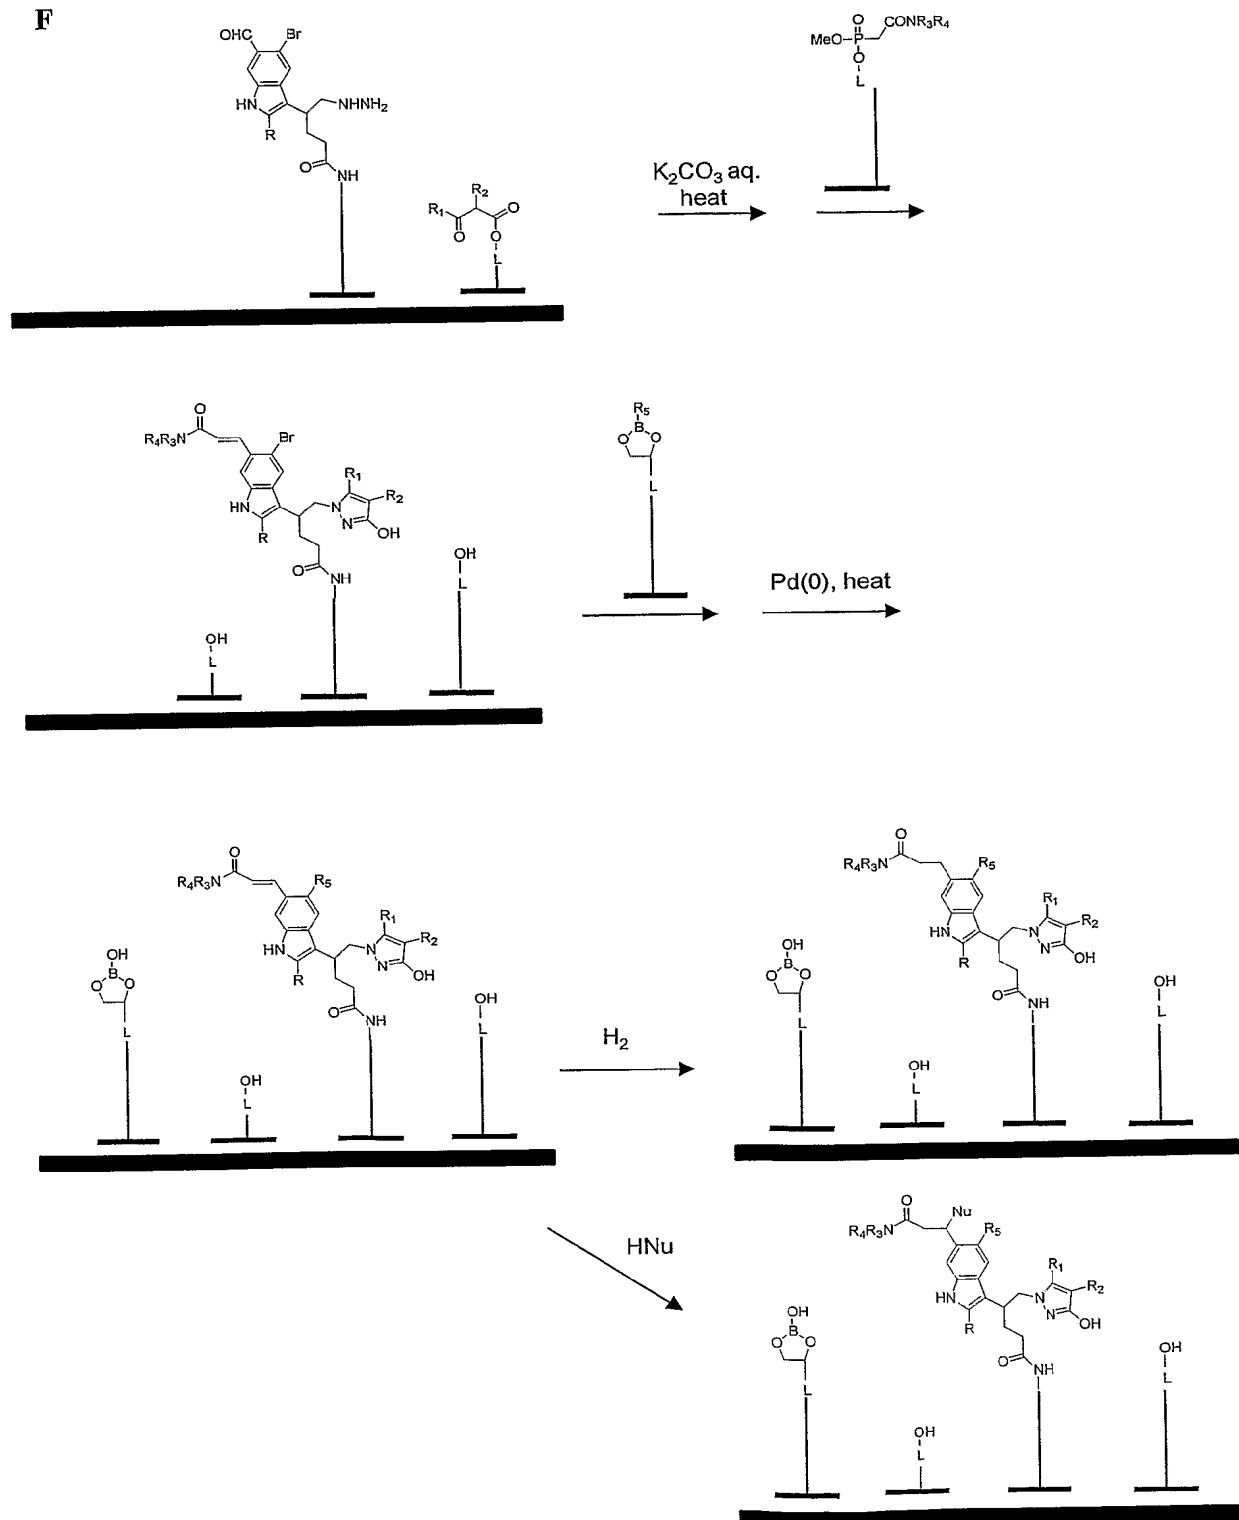 F
OHC Br
HN
R
NHNH₂
O NH
R₁ R₂
O O
O
L
K₂CO₃ aq.
heat
O CONR₃R₄
MeO P
O
L
O
R₄R₃N Br
HN
R
R₁
N R₂
N OH
O NH
OH
L
OH
L
R₅
B
O O
L
Pd(0), heat
O
R₄R₃N R₅
HN
R
R₁
N R₂
N OH
O NH
OH
B
O O
L
OH
L
OH
L
H₂
O
R₄R₃N R₅
HN
R
R₁
N R₂
N OH
O NH
OH
B
O O
L
OH
L
OH
L
HNu
O Nu
R₄R₃N R₅
HN
R
R₁
N R₂
N OH
O NH
OH
B
O O
L
OH
L
OH
L